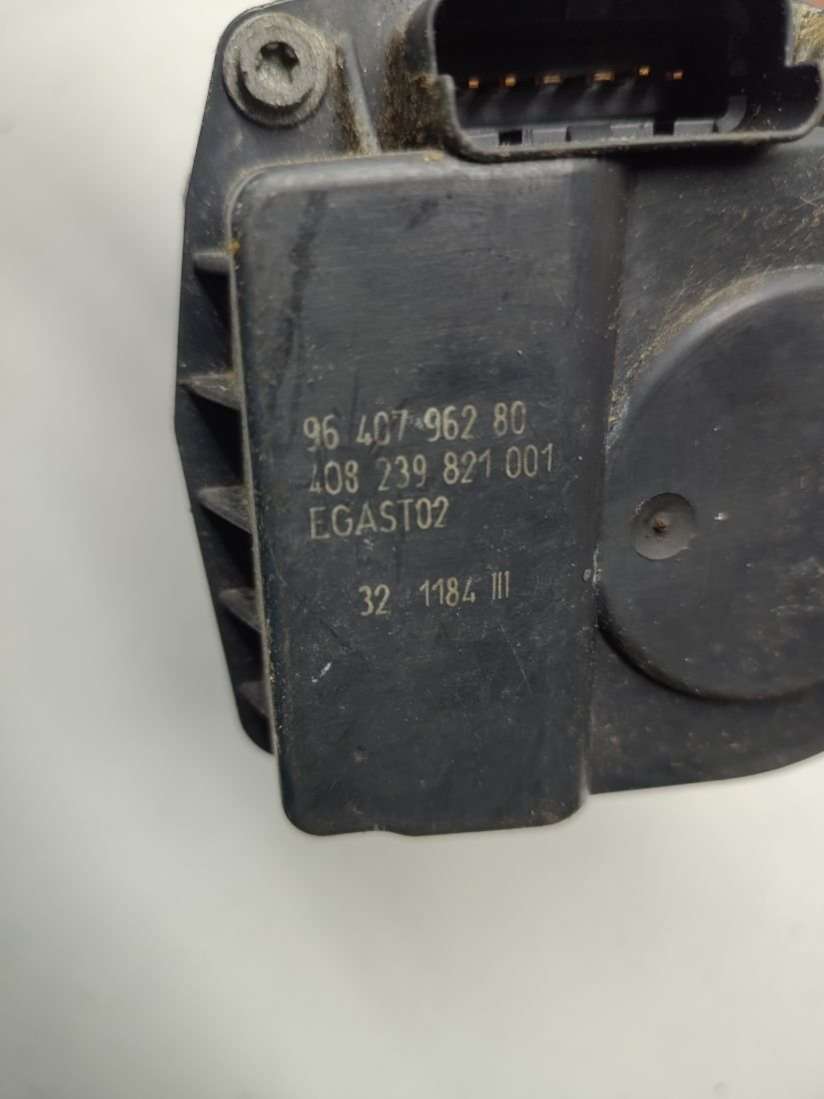 96 407 962 80
408 239 821 001
EGAST02
32 1184 III